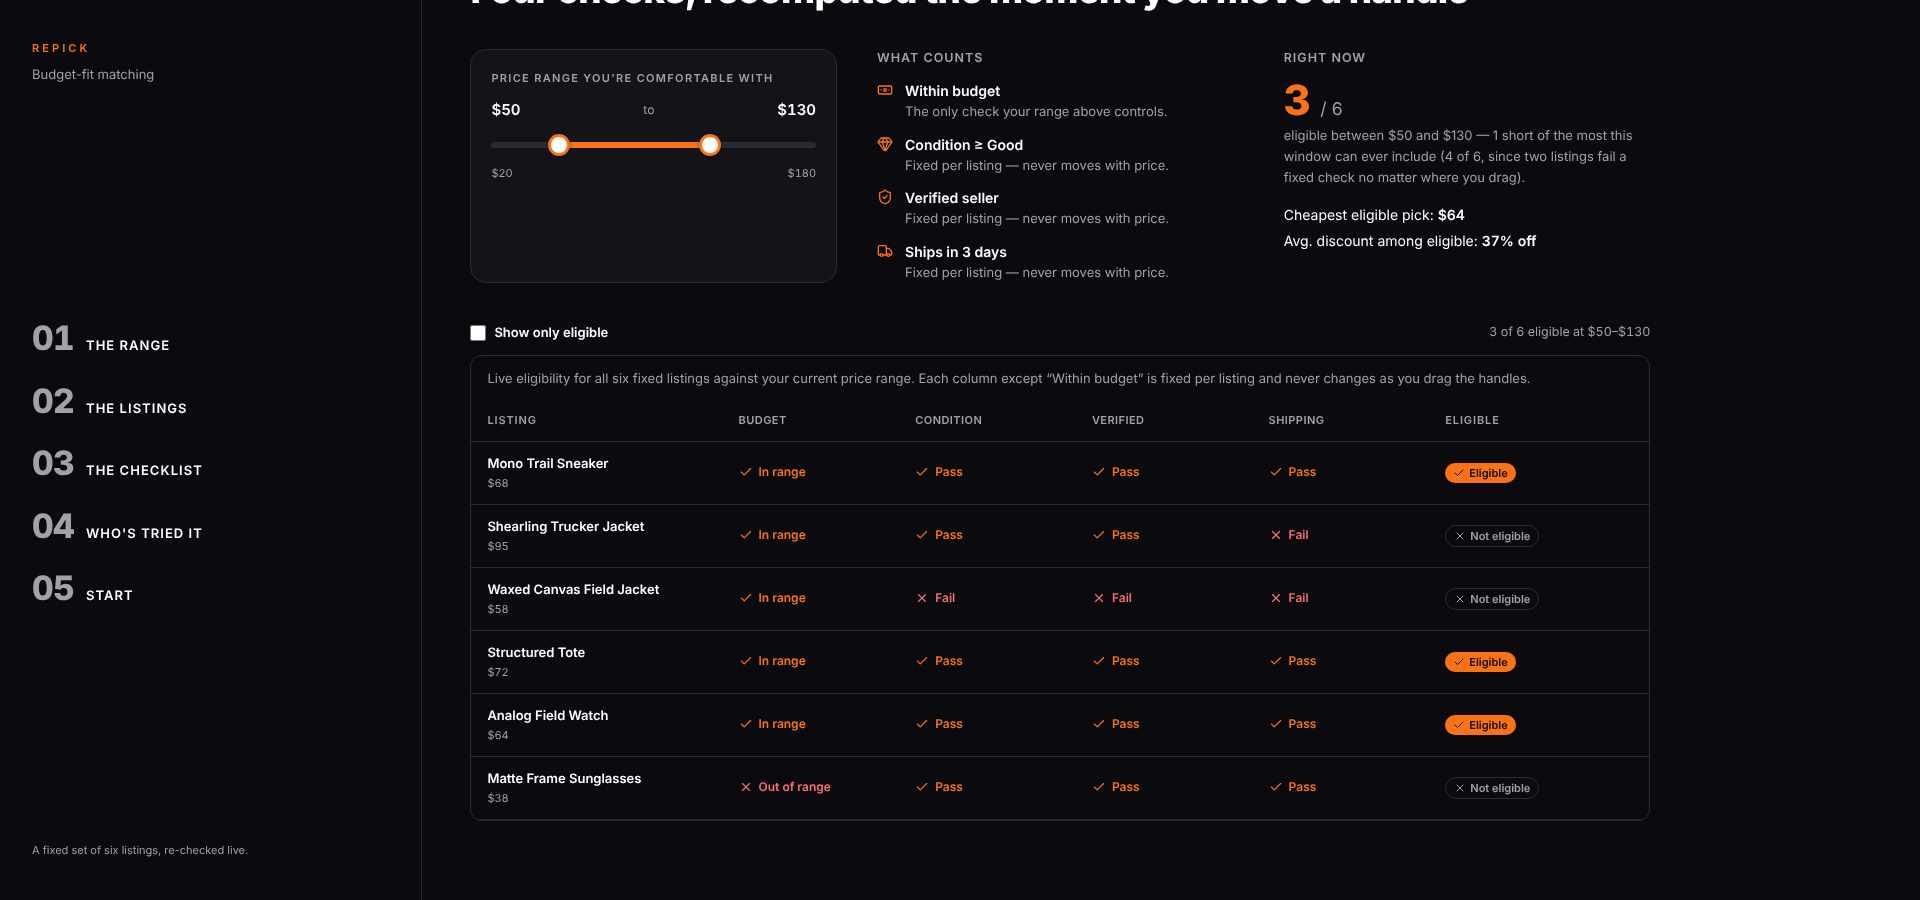 Your checks, recomputed the moment you move a handle
REPICK
Budget-fit matching
01 THE RANGE
02 THE LISTINGS
03 THE CHECKLIST
04 WHO'S TRIED IT
05 START
A fixed set of six listings, re-checked live.
PRICE RANGE YOU'RE COMFORTABLE WITH
$50 to $130
$20 $180
WHAT COUNTS
Within budget
The only check your range above controls.
Condition ≥ Good
Fixed per listing — never moves with price.
Verified seller
Fixed per listing — never moves with price.
Ships in 3 days
Fixed per listing — never moves with price.
RIGHT NOW
3 / 6
eligible between $50 and $130 — 1 short of the most this
window can ever include (4 of 6, since two listings fail a
fixed check no matter where you drag).
Cheapest eligible pick: $64
Avg. discount among eligible: 37% off
Show only eligible
3 of 6 eligible at $50–$130
Live eligibility for all six fixed listings against your current price range. Each column except “Within budget” is fixed per listing and never changes as you drag the handles.
LISTING BUDGET CONDITION VERIFIED SHIPPING ELIGIBLE
Mono Trail Sneaker
$68
In range Pass Pass Pass Eligible
Shearling Trucker Jacket
$95
In range Pass Pass Fail Not eligible
Waxed Canvas Field Jacket
$58
In range Fail Fail Fail Not eligible
Structured Tote
$72
In range Pass Pass Pass Eligible
Analog Field Watch
$64
In range Pass Pass Pass Eligible
Matte Frame Sunglasses
$38
Out of range Pass Pass Pass Not eligible